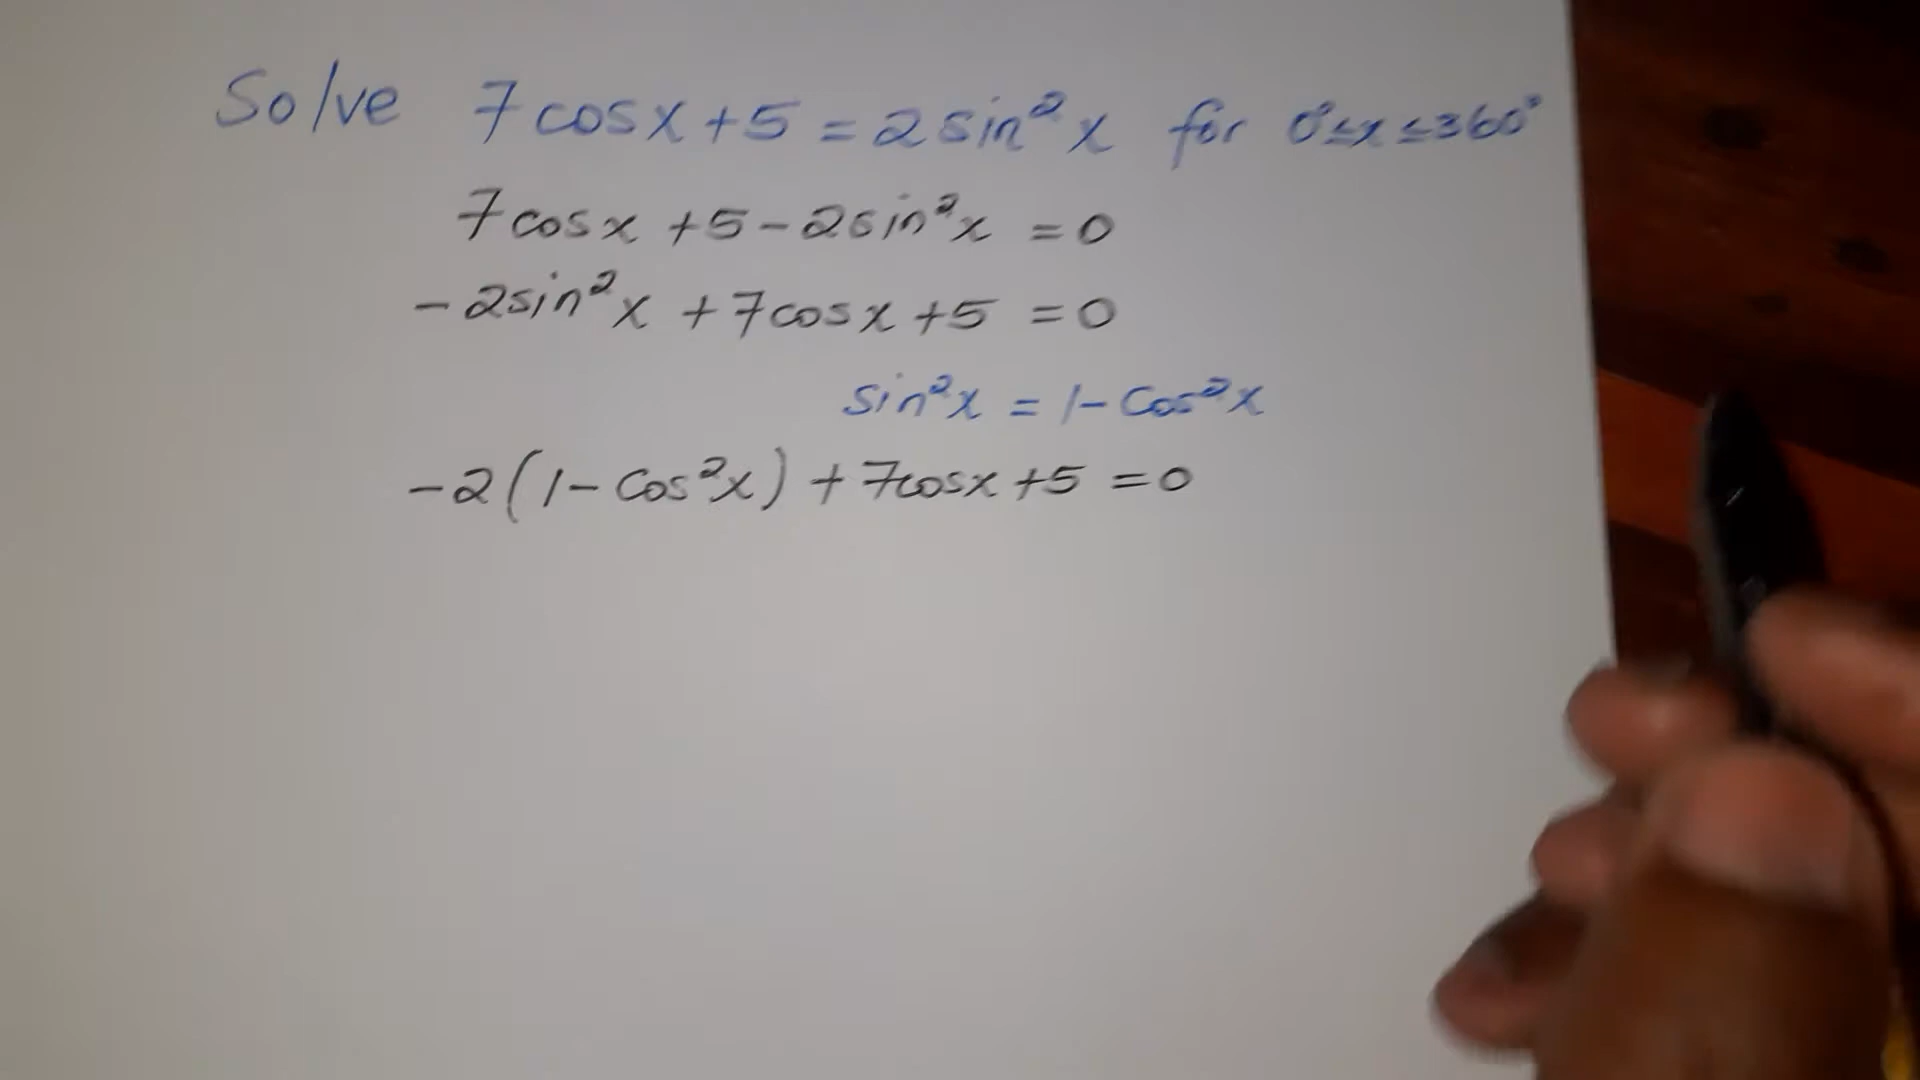 Solve 7cosx+5=2sin²x for 0°≤x≤360°
7cosx+5-2sin²x=0
-2sin²x+7cosx+5=0
sin²x=1-cos²x
-2(1-cos²x)+7cosx+5=0